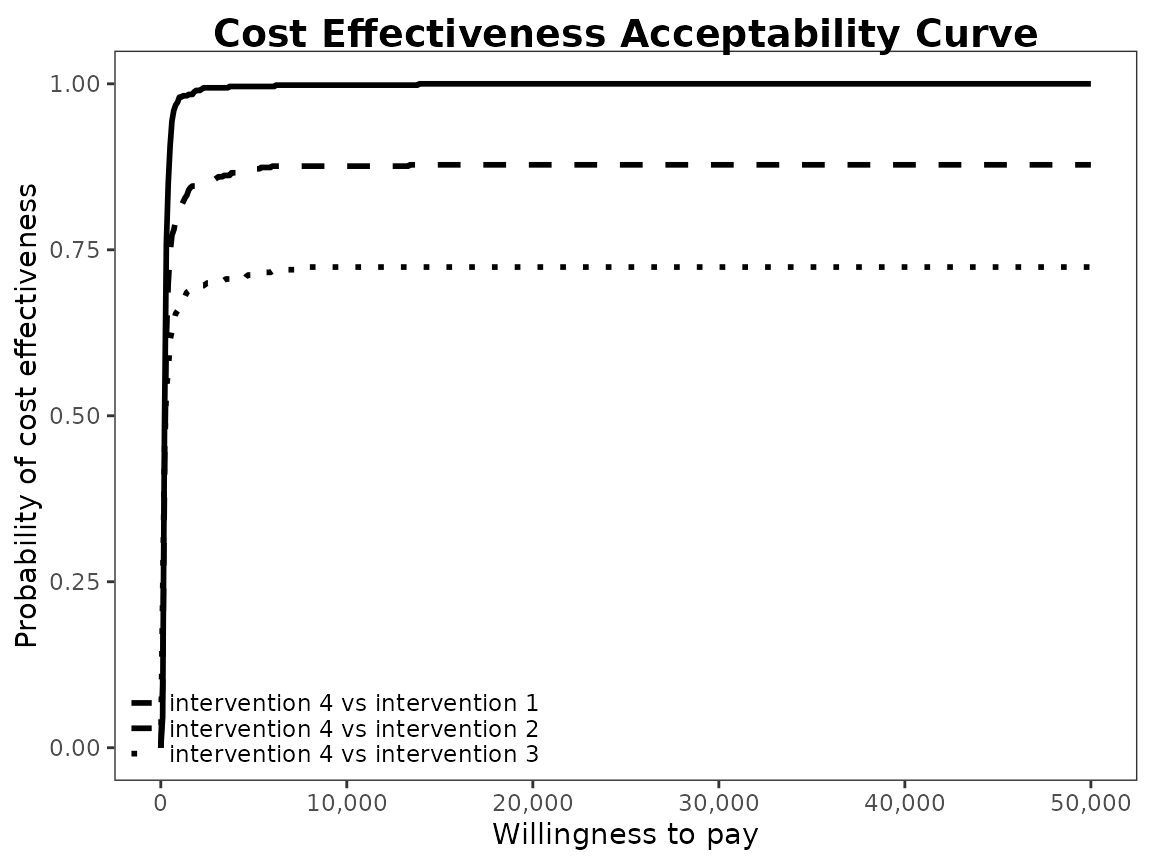 Cost Effectiveness Acceptability Curve
Probability of cost effectiveness
1.00
0.75
0.50
0.25
0.00
intervention 4 vs intervention 1
intervention 4 vs intervention 2
intervention 4 vs intervention 3
0 10,000 20,000 30,000 40,000 50,000
Willingness to pay